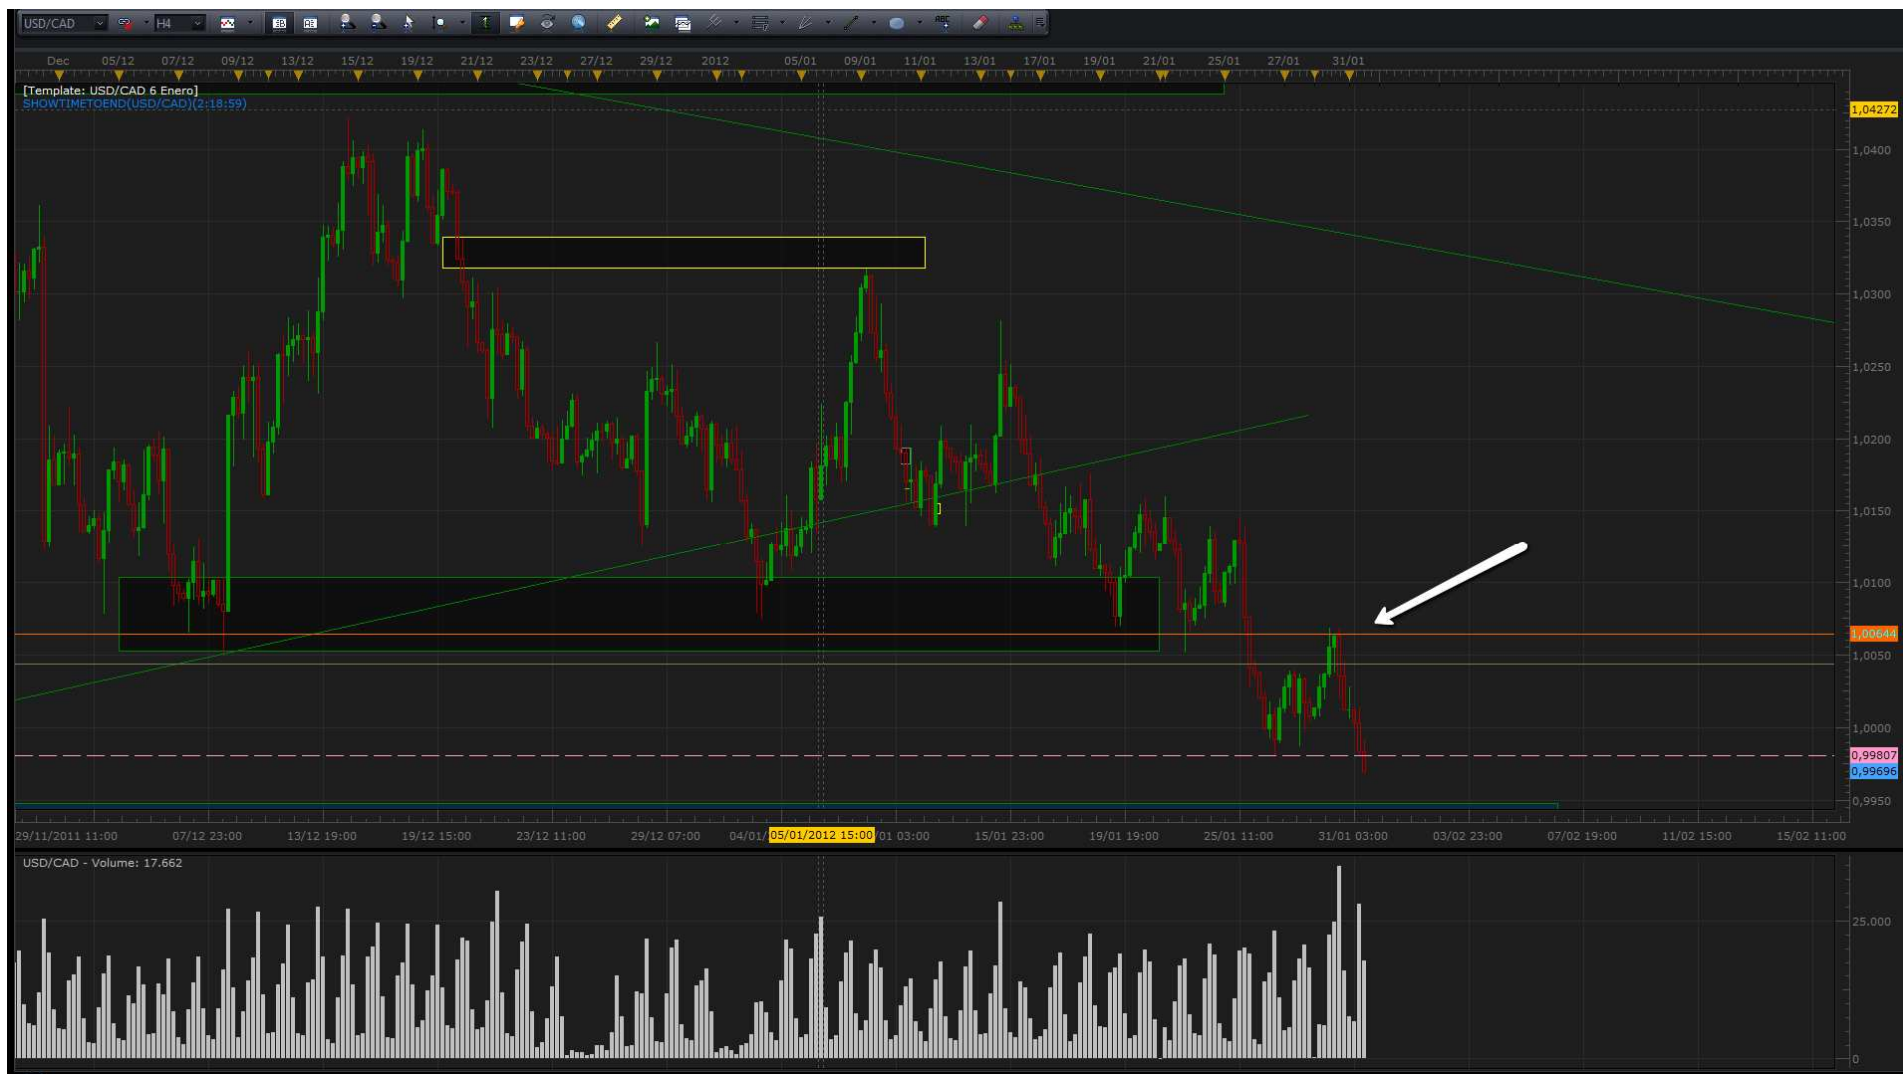 USD/CAD H4
Dec 05/12 07/12 09/12 13/12 15/12 19/12 21/12 23/12 27/12 29/12 2012 05/01 09/01 11/01 13/01 17/01 19/01 21/01 25/01 27/01 31/01
[Template: USD/CAD 6 Enero]
SHOWTIMETOEND(USD/CAD)(2:18:59)
1,04272
1,0400
1,0350
1,0300
1,0250
1,0200
1,0150
1,0100
1,00644
1,0050
1,0000
0,99807
0,99696
0,9950
29/11/2011 11:00 07/12 23:00 13/12 19:00 19/12 15:00 23/12 11:00 29/12 07:00 04/01/ 05/01/2012 15:00 /01 03:00 15/01 23:00 19/01 19:00 25/01 11:00 31/01 03:00 03/02 23:00 07/02 19:00 11/02 15:00 15/02 11:00
USD/CAD - Volume: 17.662
25.000
0